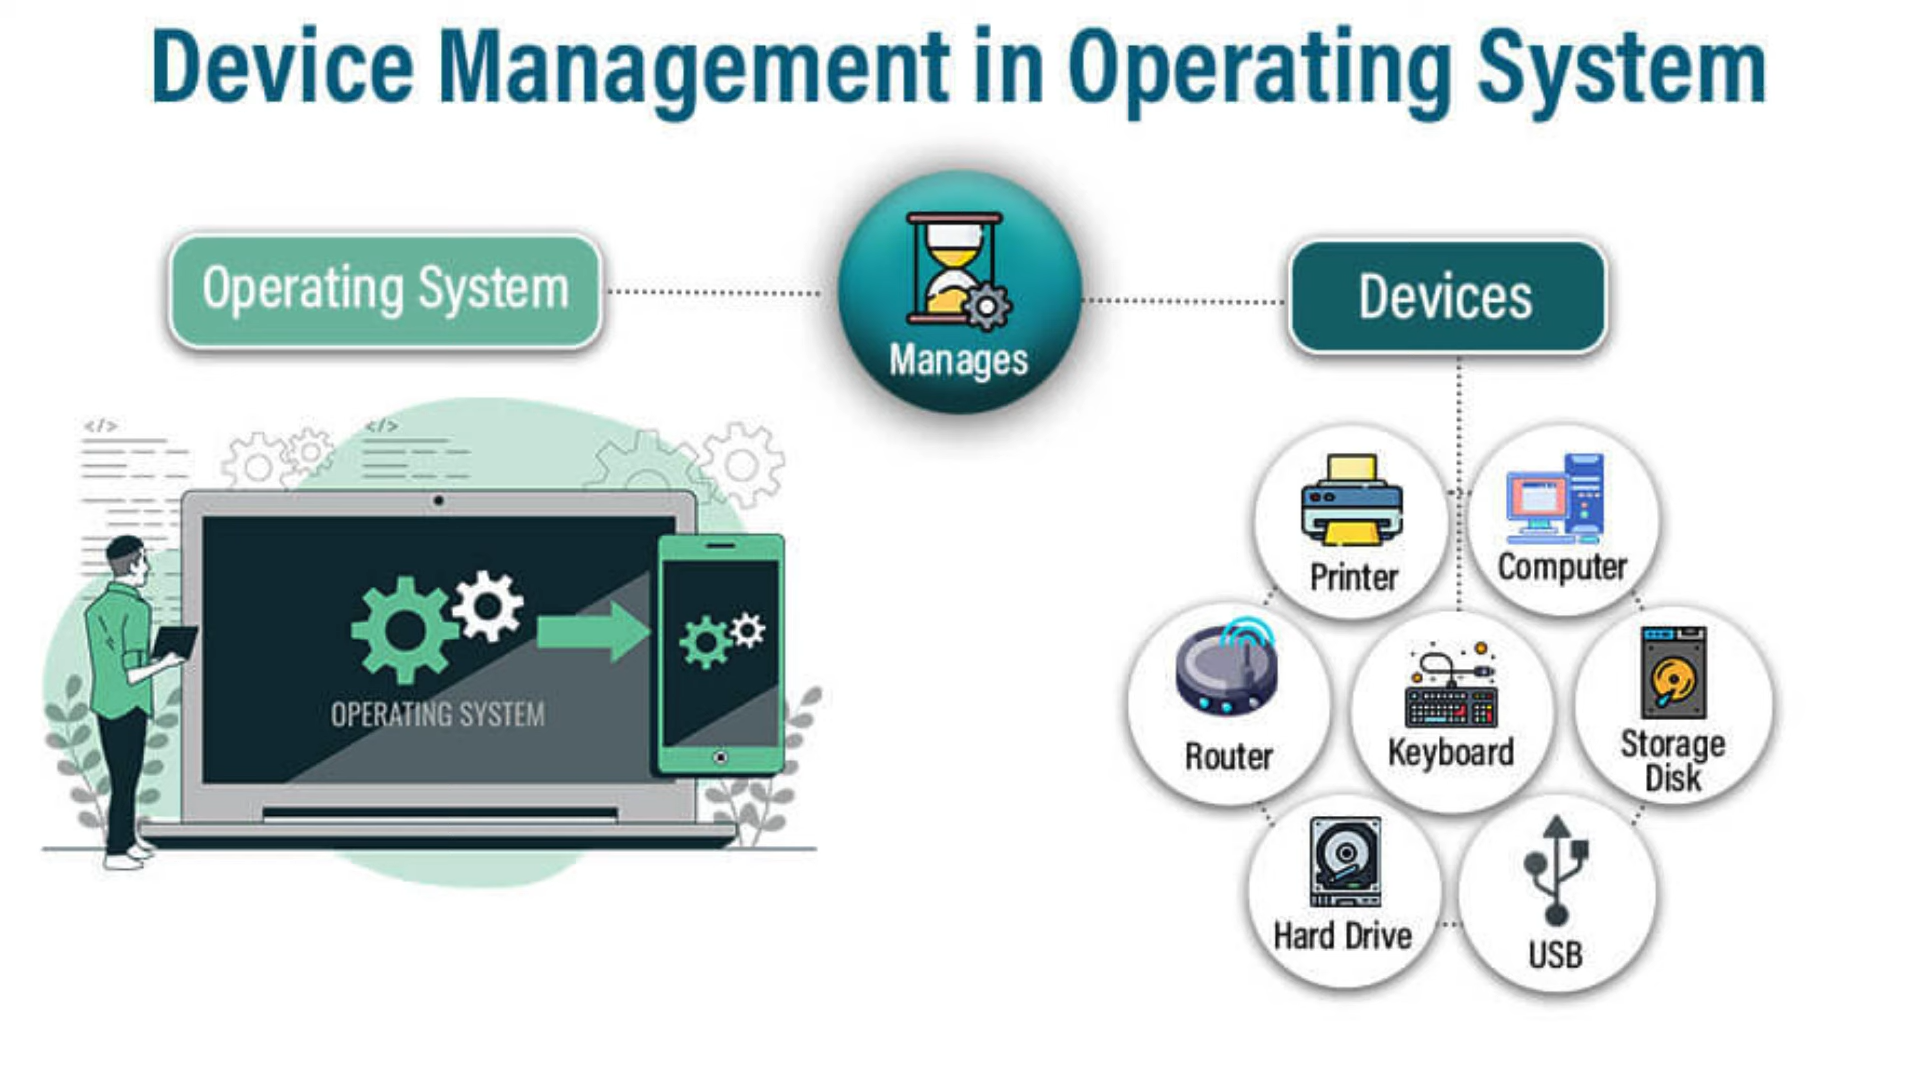 Device Management in Operating System
Operating System
Manages
Devices
</>
</>
OPERATING SYSTEM
Printer
Computer
Router
Keyboard
Storage
Disk
Hard Drive
USB